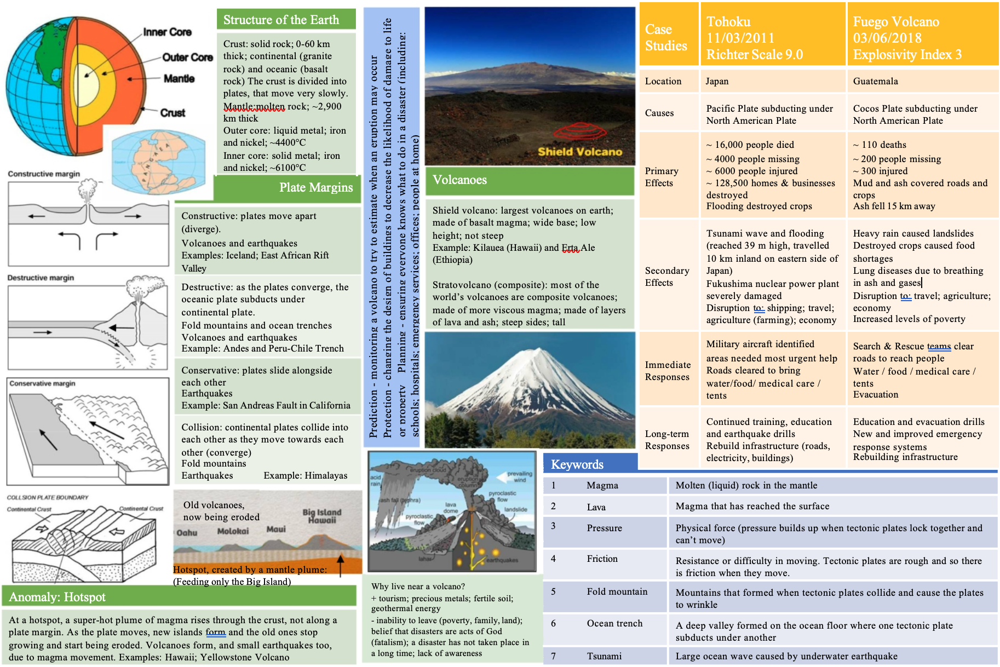 Inner Core
Outer Core
Mantle
Crust
PANGAEA
Structure of the Earth
Crust: solid rock; 0-60 km
thick; continental (granite
rock) and oceanic (basalt
rock) The crust is divided into
plates, that move very slowly.
Mantle:molten rock; ~2,900
km thick
Outer core: liquid metal; iron
and nickel; ~4400°C
Inner core: solid metal; iron
and nickel; ~6100°C
Constructive margin
Destructive margin
Conservative margin
COLLSION PLATE BOUNDARY
Continental Crust
Continental Crust
Plate Margins
Constructive: plates move apart
(diverge).
Volcanoes and earthquakes
Examples: Iceland; East African Rift
Valley
Destructive: as the plates converge, the
oceanic plate subducts under
continental plate.
Fold mountains and ocean trenches
Volcanoes and earthquakes
Example: Andes and Peru-Chile Trench
Conservative: plates slide alongside
each other
Earthquakes
Example: San Andreas Fault in California
Collision: continental plates collide into
each other as they move towards each
other (converge)
Fold mountains
Earthquakes Example: Himalayas
Old volcanoes,
now being eroded
Oahu
Molokai
Maui
Big Island
Hawaii
Hotspot, created by a mantle plume:
(Feeding only the Big Island)
Anomaly: Hotspot
At a hotspot, a super-hot plume of magma rises through the crust, not along a
plate margin. As the plate moves, new islands form and the old ones stop
growing and start being eroded. Volcanoes form, and small earthquakes too,
due to magma movement. Examples: Hawaii; Yellowstone Volcano
Prediction - monitoring a volcano to try to estimate when an eruption may occur
Protection - changing the design of buildings to decrease the likelihood of damage to life
or property Planning - ensuring everyone knows what to do in a disaster (including:
schools; hospitals; emergency services; offices; people at home)
Shield Volcano
Volcanoes
Shield volcano: largest volcanoes on earth;
made of basalt magma; wide base; low
height; not steep
Example: Kilauea (Hawaii) and Erta Ale
(Ethiopia)
Stratovolcano (composite): most of the
world's volcanoes are composite volcanoes;
made of more viscous magma; made of layers
of lava and ash; steep sides; tall
eruption cloud
acid
rain
eruption
column
prevailing
wind
ash fall (tephra)
lava
dome
pyroclastic
flow
pyroclastic
flow
landslide
lahar
earthquakes
Why live near a volcano?
+ tourism; precious metals; fertile soil;
geothermal energy
- inability to leave (poverty, family, land);
belief that disasters are acts of God
(fatalism); a disaster has not taken place in
a long time; lack of awareness
Case
Studies
Tohoku
11/03/2011
Richter Scale 9.0
Fuego Volcano
03/06/2018
Explosivity Index 3
Location
Japan
Guatemala
Causes
Pacific Plate subducting under
North American Plate
Cocos Plate subducting under
North American Plate
Primary
Effects
~ 16,000 people died
~ 4000 people missing
~ 6000 people injured
~ 128,500 homes & businesses
destroyed
Flooding destroyed crops
~ 110 deaths
~ 200 people missing
~ 300 injured
Mud and ash covered roads and
crops
Ash fell 15 km away
Secondary
Effects
Tsunami wave and flooding
(reached 39 m high, travelled
10 km inland on eastern side of
Japan)
Fukushima nuclear power plant
severely damaged
Disruption to: shipping; travel;
agriculture (farming); economy
Heavy rain caused landslides
Destroyed crops caused food
shortages
Lung diseases due to breathing
in ash and gases
Disruption to: travel; agriculture;
economy
Increased levels of poverty
Immediate
Responses
Military aircraft identified
areas needed most urgent help
Roads cleared to bring
water/food/ medical care /
tents
Search & Rescue teams clear
roads to reach people
Water / food / medical care /
tents
Evacuation
Long-term
Responses
Continued training, education
and earthquake drills
Rebuild infrastructure (roads,
electricity, buildings)
Education and evacuation drills
New and improved emergency
response systems
Rebuilding infrastructure
Keywords
1 Magma Molten (liquid) rock in the mantle
2 Lava Magma that has reached the surface
3 Pressure Physical force (pressure builds up when tectonic plates lock together and
can't move)
4 Friction Resistance or difficulty in moving. Tectonic plates are rough and so there
is friction when they move.
5 Fold mountain Mountains that formed when tectonic plates collide and cause the plates
to wrinkle
6 Ocean trench A deep valley formed on the ocean floor where one tectonic plate
subducts under another
7 Tsunami Large ocean wave caused by underwater earthquake